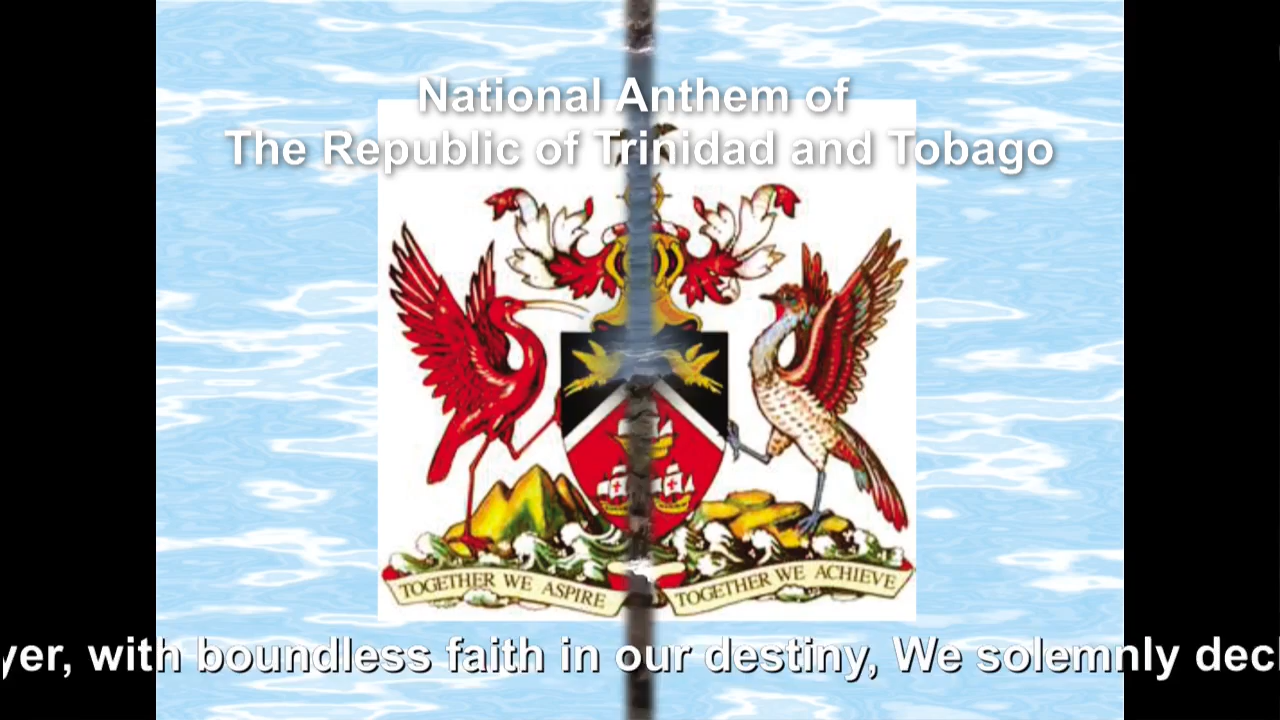 National Anthem of
The Republic of Trinidad and Tobago
TOGETHER WE ASPIRE
TOGETHER WE ACHIEVE
yer, with boundless faith in our destiny, We solemnly decl